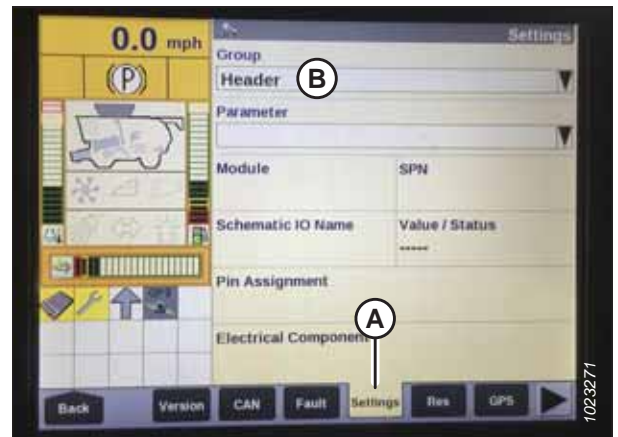 0.0 mph
Settings
(P)
Group
Header
B
Parameter
Module
SPN
Schematic IO Name
Value / Status
-----
Pin Assignment
A
Electrical Component
Back
Version
CAN
Fault
Settings
Res
GPS
1023271